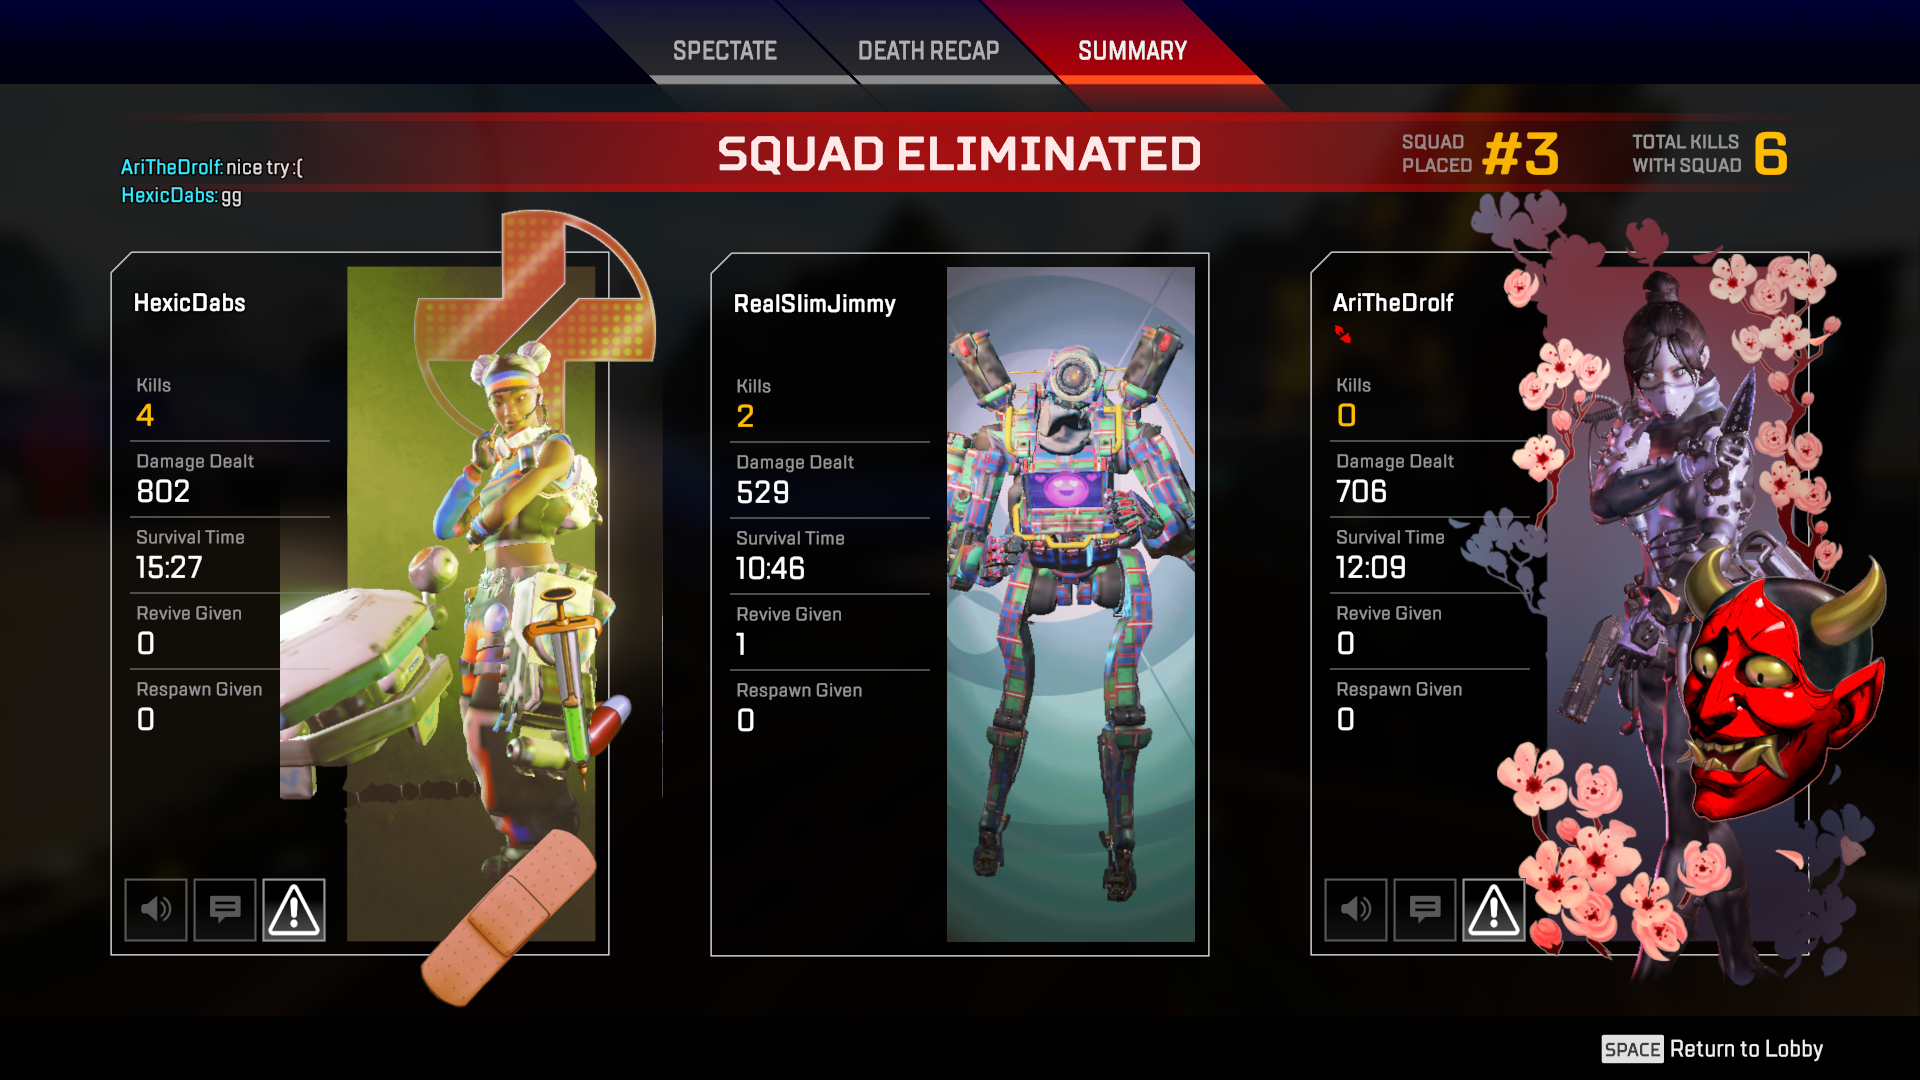 SPECTATE
DEATH RECAP
SUMMARY
SQUAD ELIMINATED
SQUAD PLACED #3
TOTAL KILLS WITH SQUAD 6
AriTheDrolf: nice try :(
HexicDabs: gg
HexicDabs
Kills
4
Damage Dealt
802
Survival Time
15:27
Revive Given
0
Respawn Given
0
RealSlimJimmy
Kills
2
Damage Dealt
529
Survival Time
10:46
Revive Given
1
Respawn Given
0
AriTheDrolf
Kills
0
Damage Dealt
706
Survival Time
12:09
Revive Given
0
Respawn Given
0
SPACE Return to Lobby